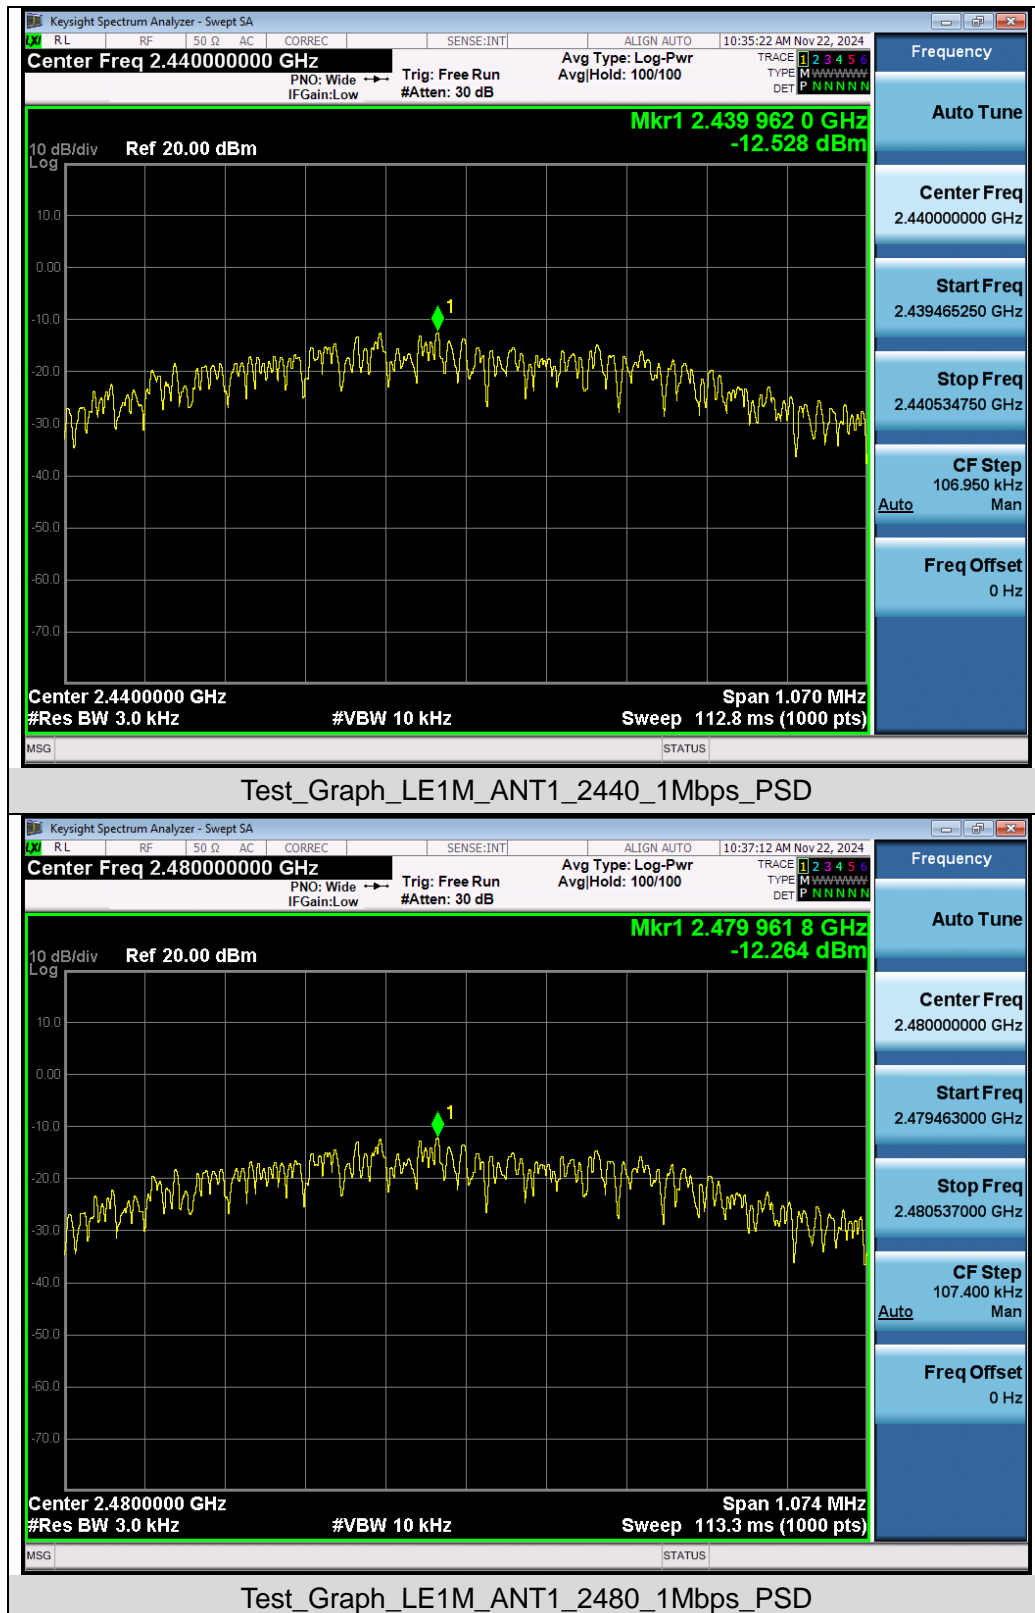 Keysight Spectrum Analyzer - Swept SA
LXI RL RF 50 Ω AC CORREC SENSE:INT ALIGN AUTO 10:35:22 AM Nov 22, 2024
Center Freq 2.440000000 GHz
PNO: Wide
IFGain:Low
Trig: Free Run
#Atten: 30 dB
Avg Type: Log-Pwr
Avg|Hold: 100/100
TRACE 1 2 3 4 5 6
TYPE M W W W W W
DET P N N N N N
Mkr1 2.439 962 0 GHz
-12.528 dBm
10 dB/div Ref 20.00 dBm
Log
10.0
0.00
1
-10.0
-20.0
-30.0
-40.0
-50.0
-60.0
-70.0
Center 2.4400000 GHz Span 1.070 MHz
#Res BW 3.0 kHz #VBW 10 kHz Sweep 112.8 ms (1000 pts)
MSG STATUS
Frequency
Auto Tune
Center Freq
2.440000000 GHz
Start Freq
2.439465250 GHz
Stop Freq
2.440534750 GHz
CF Step
106.950 kHz
Auto Man
Freq Offset
0 Hz
Test_Graph_LE1M_ANT1_2440_1Mbps_PSD
Keysight Spectrum Analyzer - Swept SA
LXI RL RF 50 Ω AC CORREC SENSE:INT ALIGN AUTO 10:37:12 AM Nov 22, 2024
Center Freq 2.480000000 GHz
PNO: Wide
IFGain:Low
Trig: Free Run
#Atten: 30 dB
Avg Type: Log-Pwr
Avg|Hold: 100/100
TRACE 1 2 3 4 5 6
TYPE M W W W W W
DET P N N N N N
Mkr1 2.479 961 8 GHz
-12.264 dBm
10 dB/div Ref 20.00 dBm
Log
10.0
0.00
1
-10.0
-20.0
-30.0
-40.0
-50.0
-60.0
-70.0
Center 2.4800000 GHz Span 1.074 MHz
#Res BW 3.0 kHz #VBW 10 kHz Sweep 113.3 ms (1000 pts)
MSG STATUS
Frequency
Auto Tune
Center Freq
2.480000000 GHz
Start Freq
2.479463000 GHz
Stop Freq
2.480537000 GHz
CF Step
107.400 kHz
Auto Man
Freq Offset
0 Hz
Test_Graph_LE1M_ANT1_2480_1Mbps_PSD